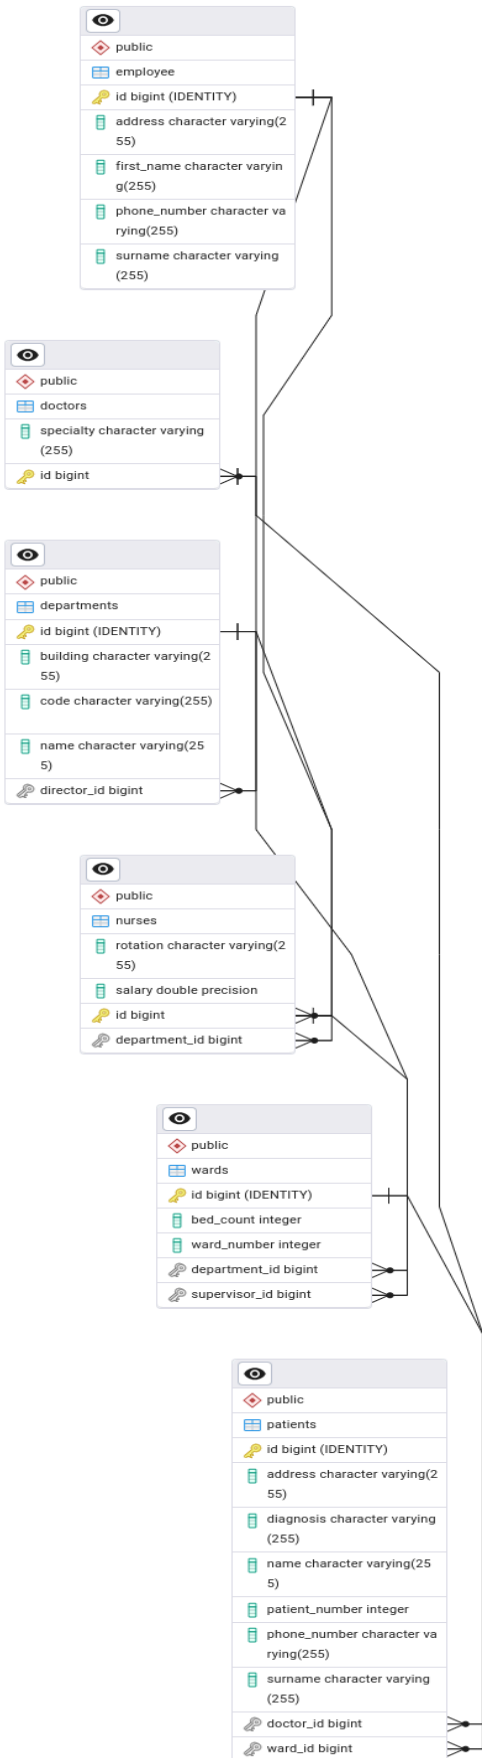 public
employee
id bigint (IDENTITY)
address character varying(2
55)
first_name character varyin
g(255)
phone_number character va
rying(255)
surname character varying
(255)
public
doctors
specialty character varying
(255)
id bigint
public
departments
id bigint (IDENTITY)
building character varying(2
55)
code character varying(255)
name character varying(25
5)
director_id bigint
public
nurses
rotation character varying(2
55)
salary double precision
id bigint
department_id bigint
public
wards
id bigint (IDENTITY)
bed_count integer
ward_number integer
department_id bigint
supervisor_id bigint
public
patients
id bigint (IDENTITY)
address character varying(2
55)
diagnosis character varying
(255)
name character varying(25
5)
patient_number integer
phone_number character va
rying(255)
surname character varying
(255)
doctor_id bigint
ward_id bigint